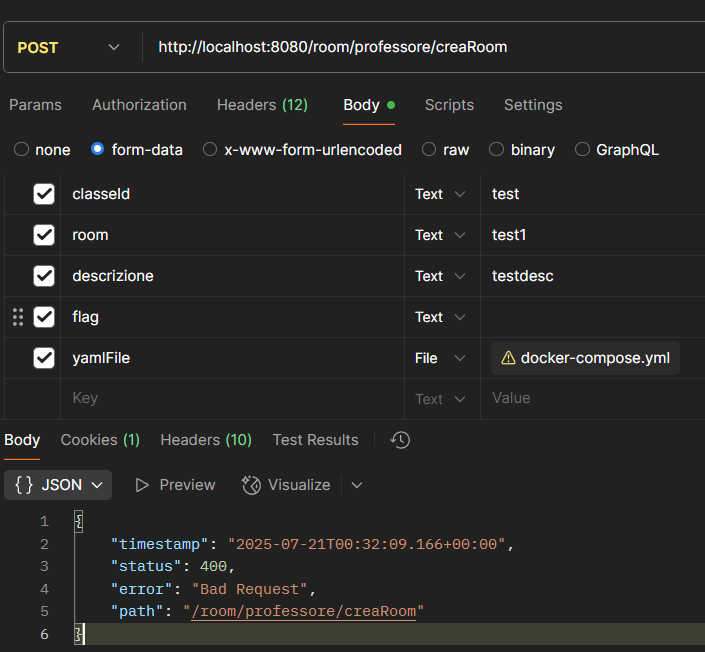 POST http://localhost:8080/room/professore/creaRoom
Params Authorization Headers (12) Body Scripts Settings
none form-data x-www-form-urlencoded raw binary GraphQL
classeId Text test
room Text test1
descrizione Text testdesc
flag Text
yamlFile File docker-compose.yml
Key Text Value
Body Cookies (1) Headers (10) Test Results
{} JSON Preview Visualize
1 {
2 "timestamp": "2025-07-21T00:32:09.166+00:00",
3 "status": 400,
4 "error": "Bad Request",
5 "path": "/room/professore/creaRoom"
6 }